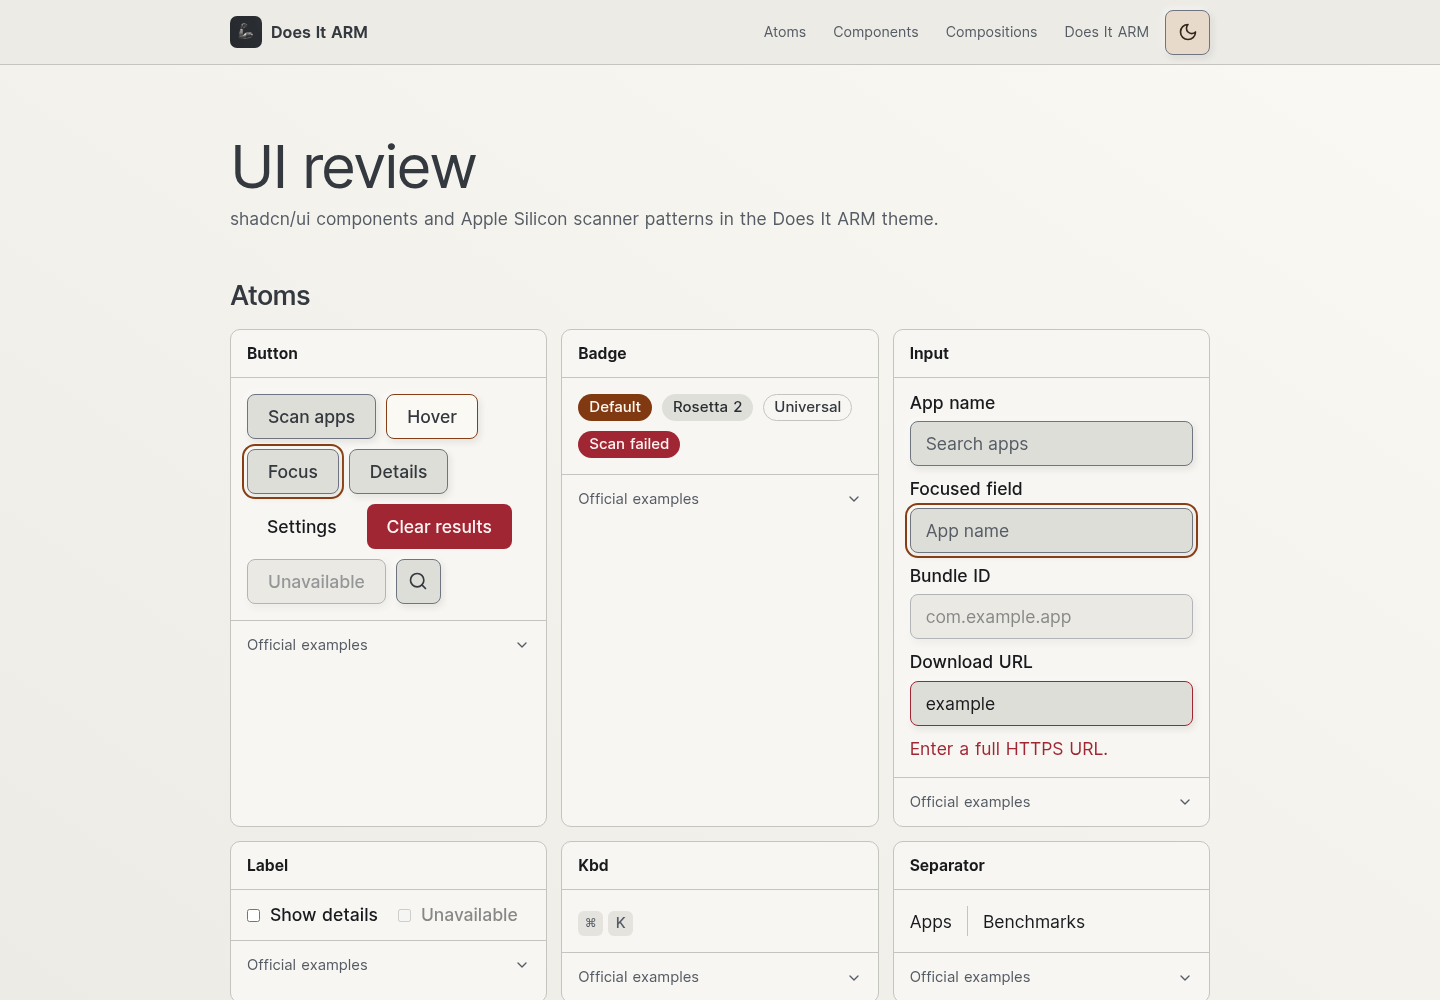 Does It ARM
Atoms
Components
Compositions
Does It ARM
UI review
shadcn/ui components and Apple Silicon scanner patterns in the Does It ARM theme.
Atoms
Button
Scan apps
Hover
Focus
Details
Settings
Clear results
Unavailable
Official examples
Badge
Default
Rosetta 2
Universal
Scan failed
Official examples
Input
App name
Search apps
Focused field
App name
Bundle ID
com.example.app
Download URL
example
Enter a full HTTPS URL.
Official examples
Label
Show details
Unavailable
Official examples
Kbd
⌘ K
Official examples
Separator
Apps
Benchmarks
Official examples